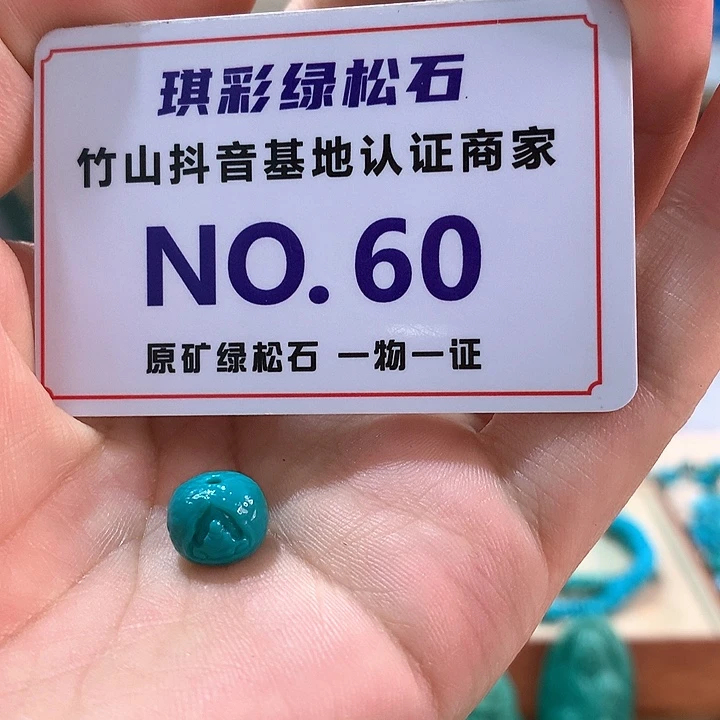 琪彩绿松石
竹山抖音基地认证商家
NO. 60
原矿绿松石 一物一证